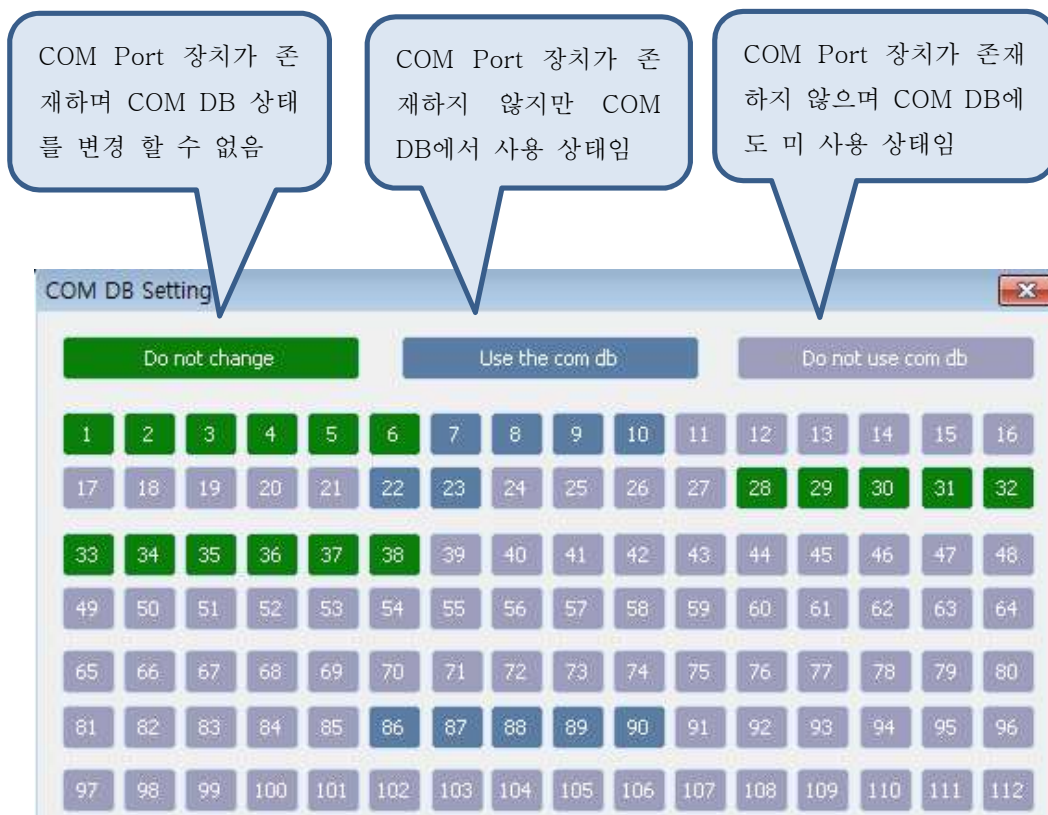 COM Port 장치가 존
재하며 COM DB 상태
를 변경 할 수 없음
COM Port 장치가 존
재하지 않지만 COM
DB에서 사용 상태임
COM Port 장치가 존재
하지 않으며 COM DB에
도 미 사용 상태임
COM DB Setting
Do not change Use the com db Do not use com db
1 2 3 4 5 6 7 8 9 10 11 12 13 14 15 16
17 18 19 20 21 22 23 24 25 26 27 28 29 30 31 32
33 34 35 36 37 38 39 40 41 42 43 44 45 46 47 48
49 50 51 52 53 54 55 56 57 58 59 60 61 62 63 64
65 66 67 68 69 70 71 72 73 74 75 76 77 78 79 80
81 82 83 84 85 86 87 88 89 90 91 92 93 94 95 96
97 98 99 100 101 102 103 104 105 106 107 108 109 110 111 112